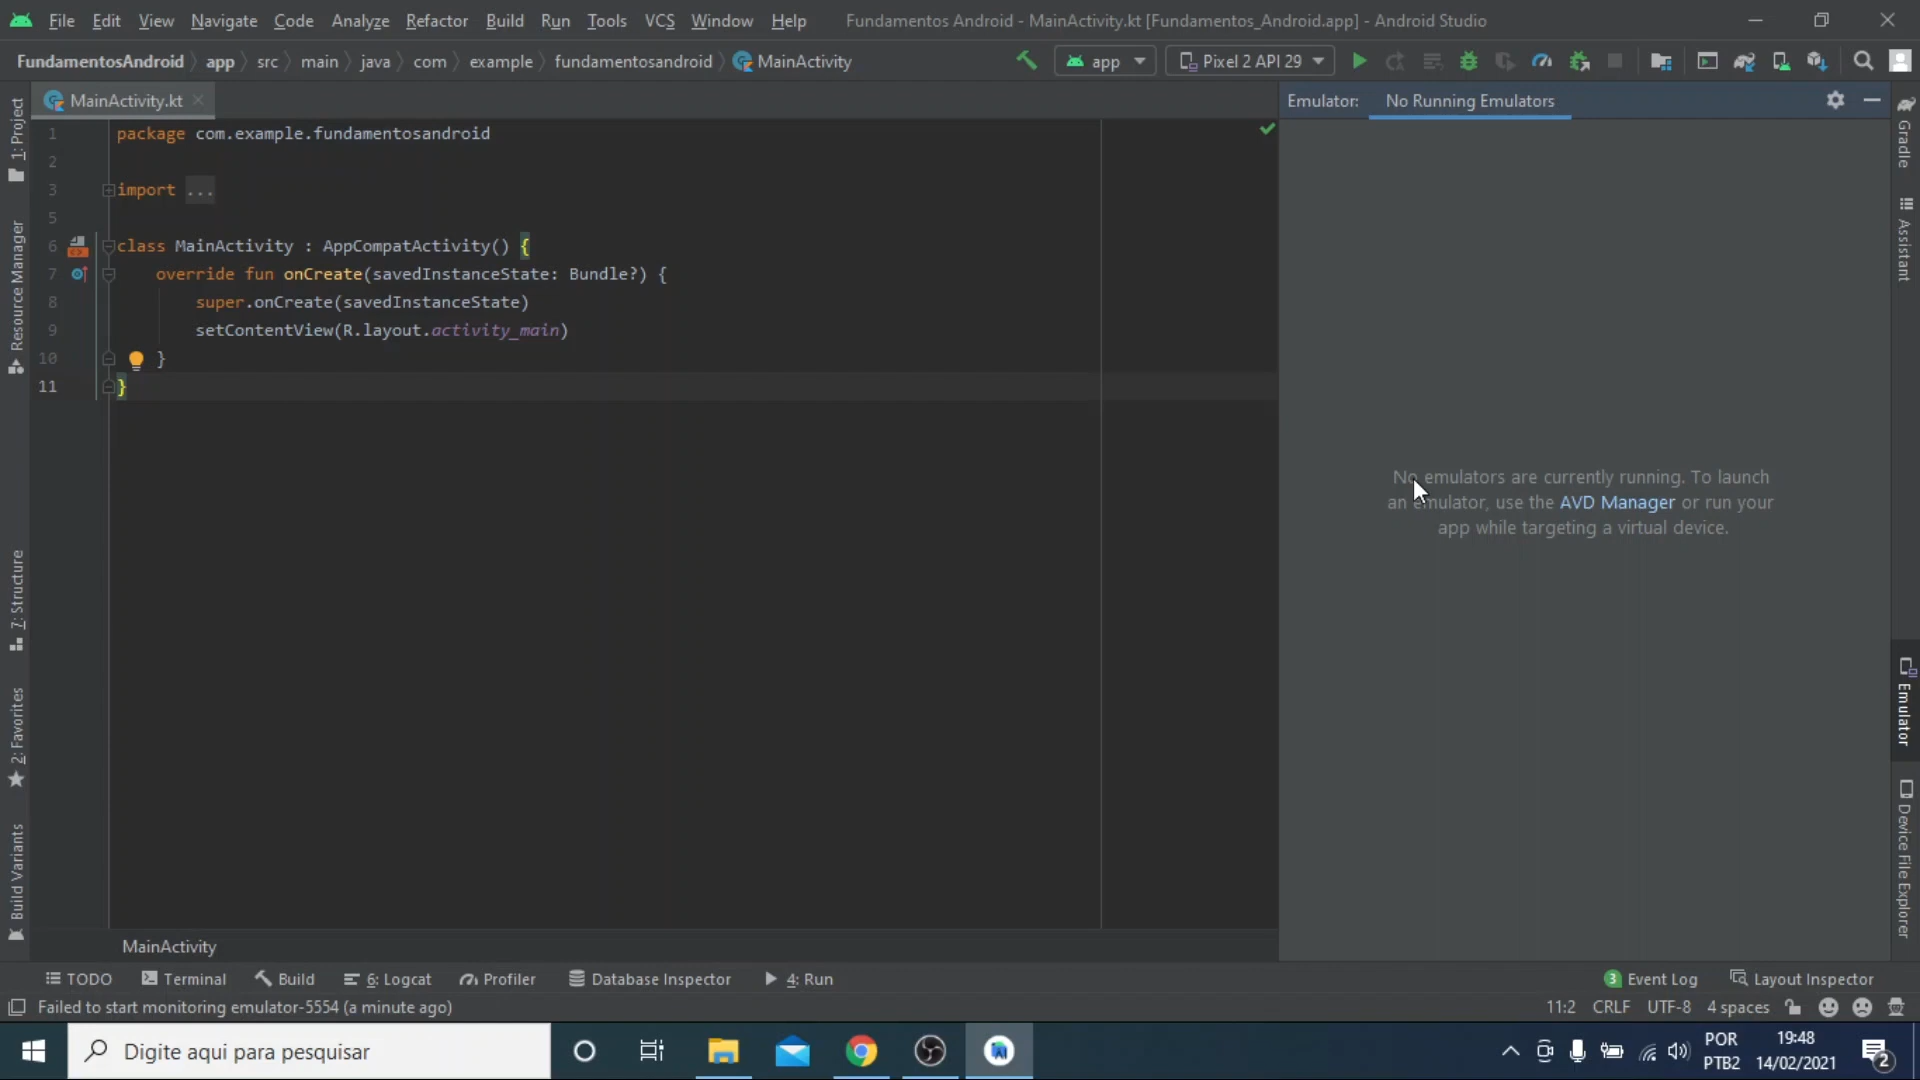 File Edit View Navigate Code Analyze Refactor Build Run Tools VCS Window Help Fundamentos Android - MainActivity.kt [Fundamentos_Android.app] - Android Studio
FundamentosAndroid app src main java com example fundamentosandroid MainActivity app Pixel 2 API 29
MainActivity.kt
Emulator: No Running Emulators
1 package com.example.fundamentosandroid
2
3 import ...
5
6 class MainActivity : AppCompatActivity() {
7 override fun onCreate(savedInstanceState: Bundle?) {
8 super.onCreate(savedInstanceState)
9 setContentView(R.layout.activity_main)
10 }
11 }
No emulators are currently running. To launch
an emulator, use the AVD Manager or run your
app while targeting a virtual device.
1: Project
Resource Manager
7: Structure
2: Favorites
Build Variants
Gradle
Assistant
Emulator
Device File Explorer
MainActivity
TODO Terminal Build 6: Logcat Profiler Database Inspector 4: Run 3 Event Log Layout Inspector
Failed to start monitoring emulator-5554 (a minute ago) 11:2 CRLF UTF-8 4 spaces
Digite aqui para pesquisar
POR 19:48
PTB2 14/02/2021 2